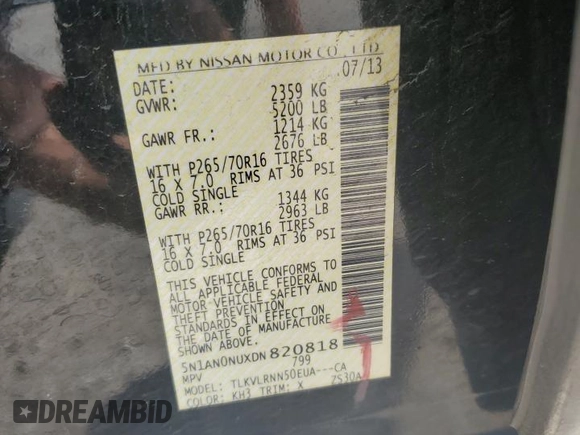 MFD BY NISSAN MOTOR CO., LTD
DATE: 07/13
GVWR: 2359 KG
5200 LB
GAWR FR.: 1214 KG
2676 LB
WITH P265/70R16 TIRES
16 X 7.0 RIMS AT 36 PSI
COLD SINGLE
GAWR RR.: 1344 KG
2963 LB
WITH P265/70R16 TIRES
16 X 7.0 RIMS AT 36 PSI
COLD SINGLE
THIS VEHICLE CONFORMS TO
ALL APPLICABLE FEDERAL
MOTOR VEHICLE SAFETY AND
THEFT PREVENTION
STANDARDS IN EFFECT ON
THE DATE OF MANUFACTURE
SHOWN ABOVE.
5N1AN0NUXDN820818
MPV 799
MODEL: TLKVLRNN50EUA---CA
COLOR: KH3 TRIM: X ZS30A
DREAMBID
Shipping & Logistics